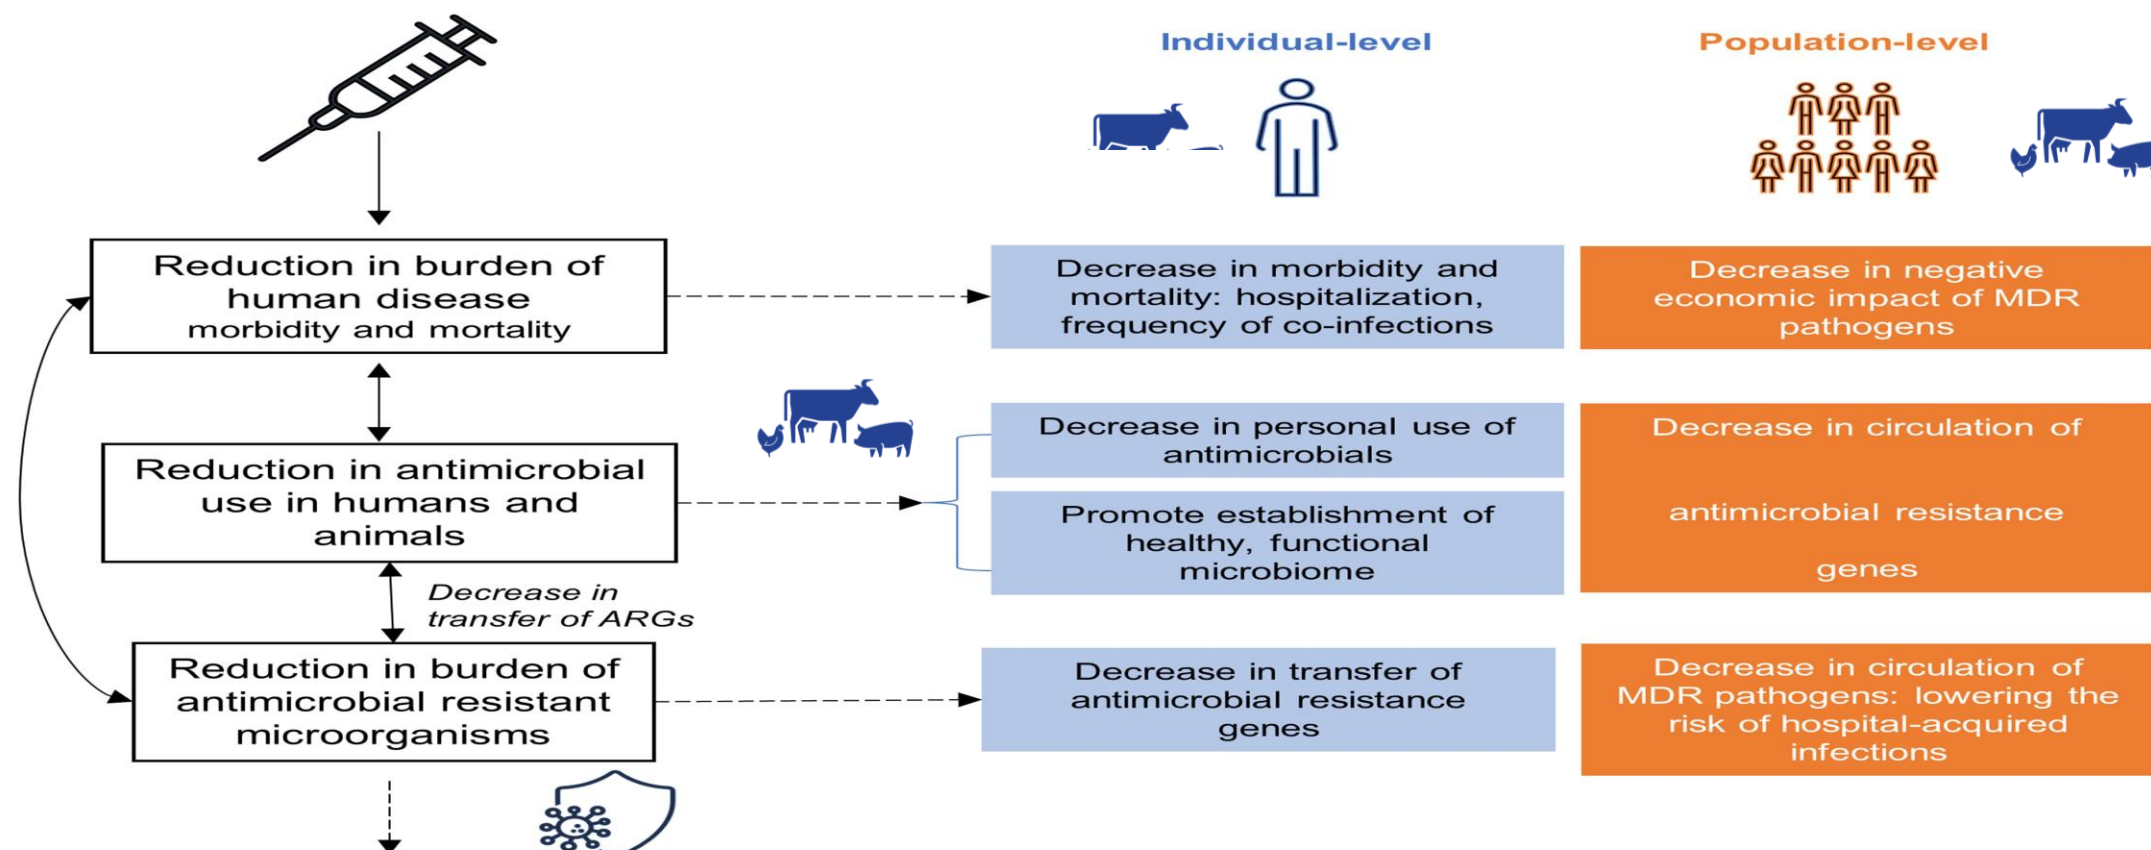 Individual-level
Population-level
Reduction in burden of
human disease
morbidity and mortality
Decrease in morbidity and
mortality: hospitalization,
frequency of co-infections
Decrease in negative
economic impact of MDR
pathogens
Reduction in antimicrobial
use in humans and
animals
Decrease in personal use of
antimicrobials
Promote establishment of
healthy, functional
microbiome
Decrease in circulation of
antimicrobial resistance
genes
Decrease in
transfer of ARGs
Reduction in burden of
antimicrobial resistant
microorganisms
Decrease in transfer of
antimicrobial resistance
genes
Decrease in circulation of
MDR pathogens: lowering the
risk of hospital-acquired
infections